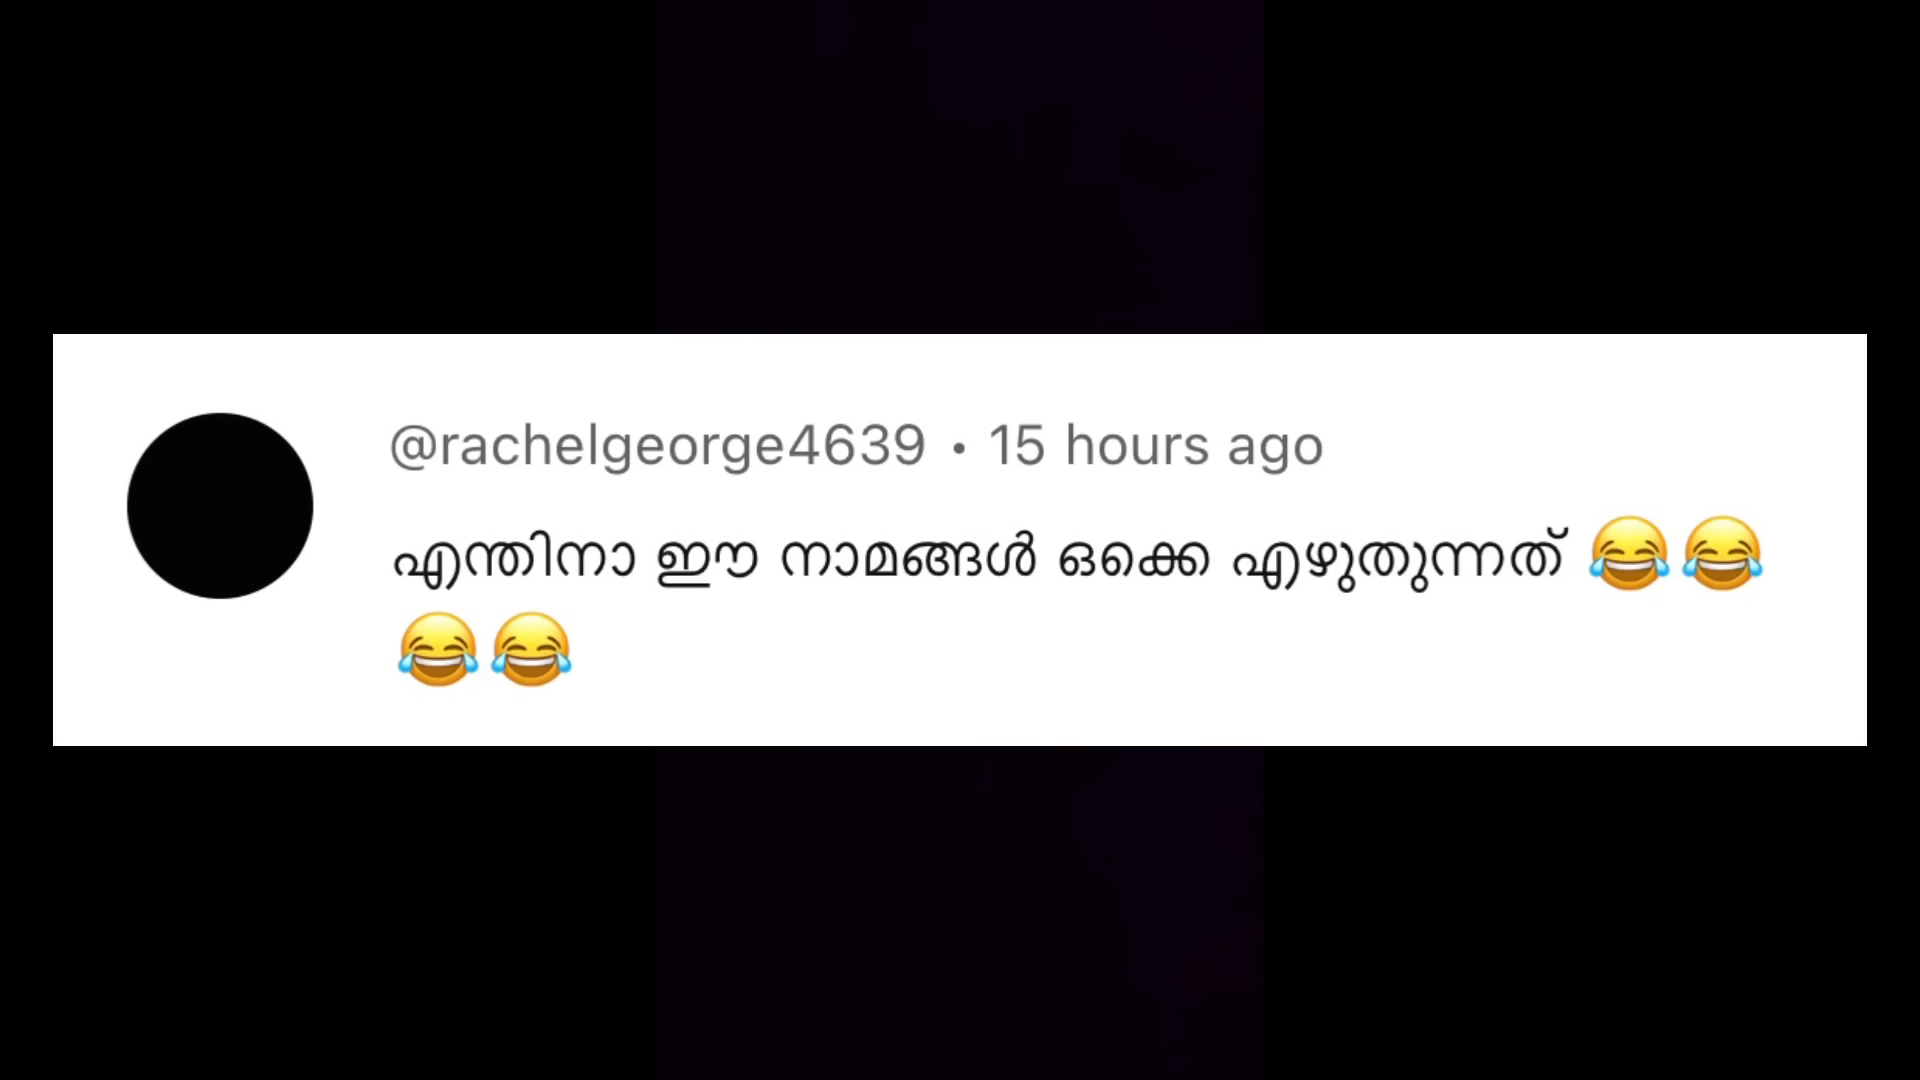 @rachelgeorge4639 • 15 hours ago
എന്തിനാ ഈ നാമങ്ങൾ ഒക്കെ എഴുതുന്നത് 😂😂
😂😂